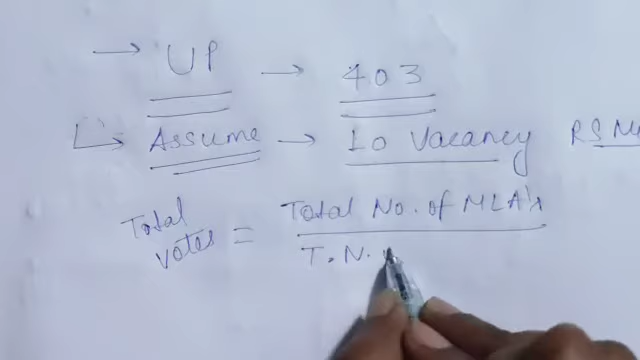 → UP → 403
→ Assume → 10 Vacancy RS
Total votes = Total No. of MLA's
T. N.